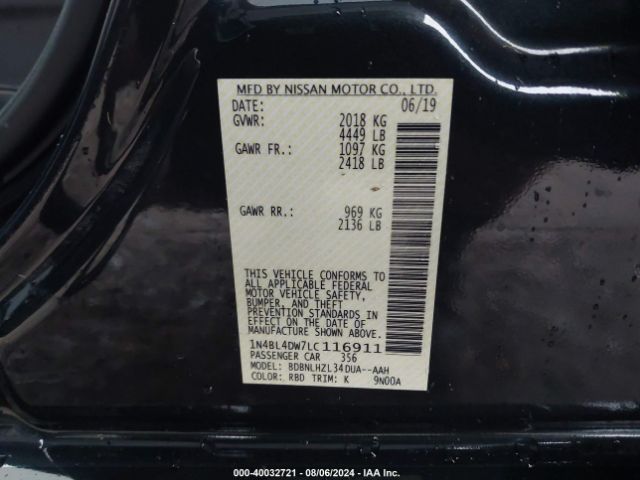 MFD BY NISSAN MOTOR CO., LTD.
DATE: 06/19
GVWR: 2018 KG
4449 LB
GAWR FR.: 1097 KG
2418 LB
GAWR RR.: 969 KG
2136 LB
THIS VEHICLE CONFORMS TO
ALL APPLICABLE FEDERAL
MOTOR VEHICLE SAFETY,
BUMPER, AND THEFT
PREVENTION STANDARDS IN
EFFECT ON THE DATE OF
MANUFACTURE SHOWN ABOVE.
1N4BL4DW7LC116911
PASSENGER CAR 356
MODEL: BDBNLHZL34DUA--AAH
COLOR: RBD TRIM: K 9N00A
000-40032721 - 08/06/2024 - IAA Inc.